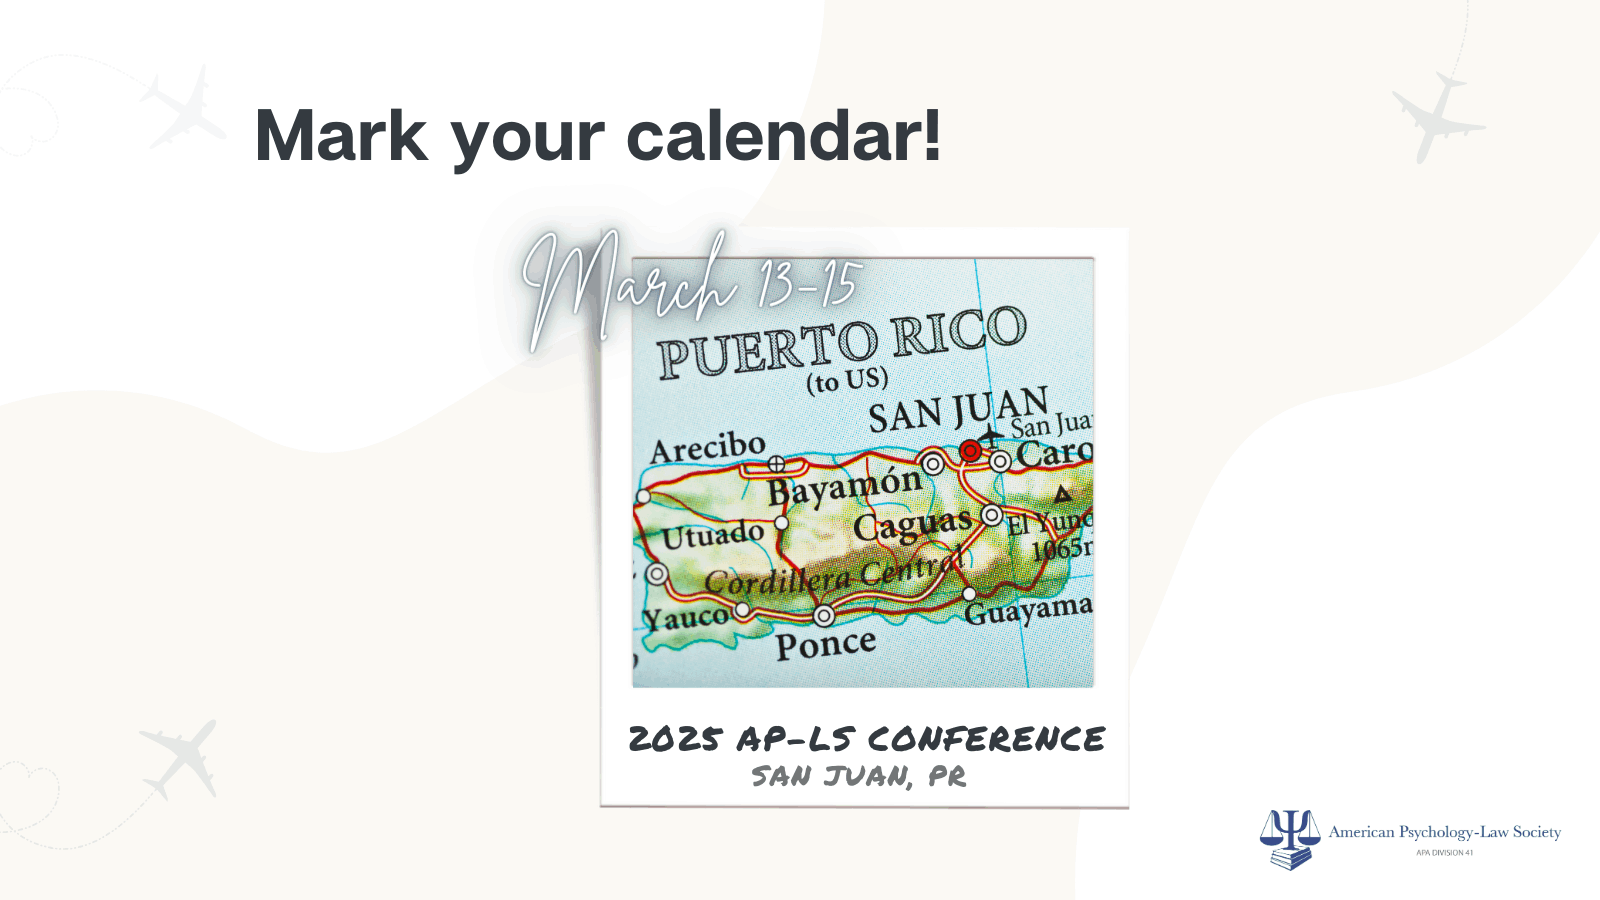 Mark your calendar!
March 13-15
PUERTO RICO
(to US)
SAN JUAN
San Jua
Arecibo
Caro
Bayamón
Caguas
El Yunq
1065m
Utuado
Cordillera Central
Yauco
Guayama
Ponce
2025 AP-LS CONFERENCE
SAN JUAN, PR
American Psychology-Law Society
APA DIVISION 41